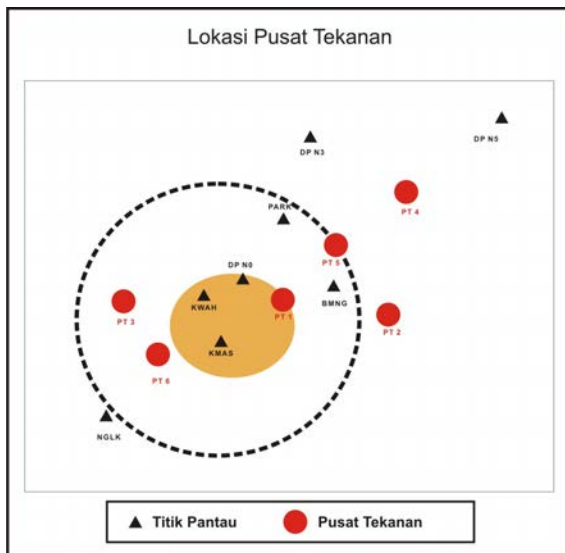 Lokasi Pusat Tekanan
DP N5
DP N3
PT 4
PARK
PT 5
DP N0
BMNG
KWAH
PT 1
PT 3
PT 2
KMAS
PT 6
NGLK
Titik Pantau
Pusat Tekanan